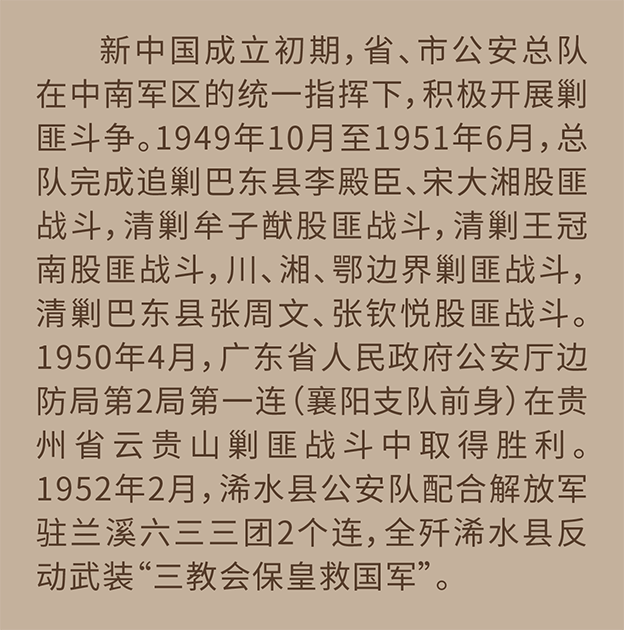 新中国成立初期，省、市公安总队
在中南军区的统一指挥下，积极开展剿
匪斗争。1949年10月至1951年6月，总
队完成追剿巴东县李殿臣、宋大湘股匪
战斗，清剿牟子猷股匪战斗，清剿王冠
南股匪战斗，川、湘、鄂边界剿匪战斗，
清剿巴东县张周文、张钦悦股匪战斗。
1950年4月，广东省人民政府公安厅边
防局第2局第一连（襄阳支队前身）在贵
州省云贵山剿匪战斗中取得胜利。
1952年2月，浠水县公安队配合解放军
驻兰溪六三三团2个连，全歼浠水县反
动武装“三教会保皇救国军”。